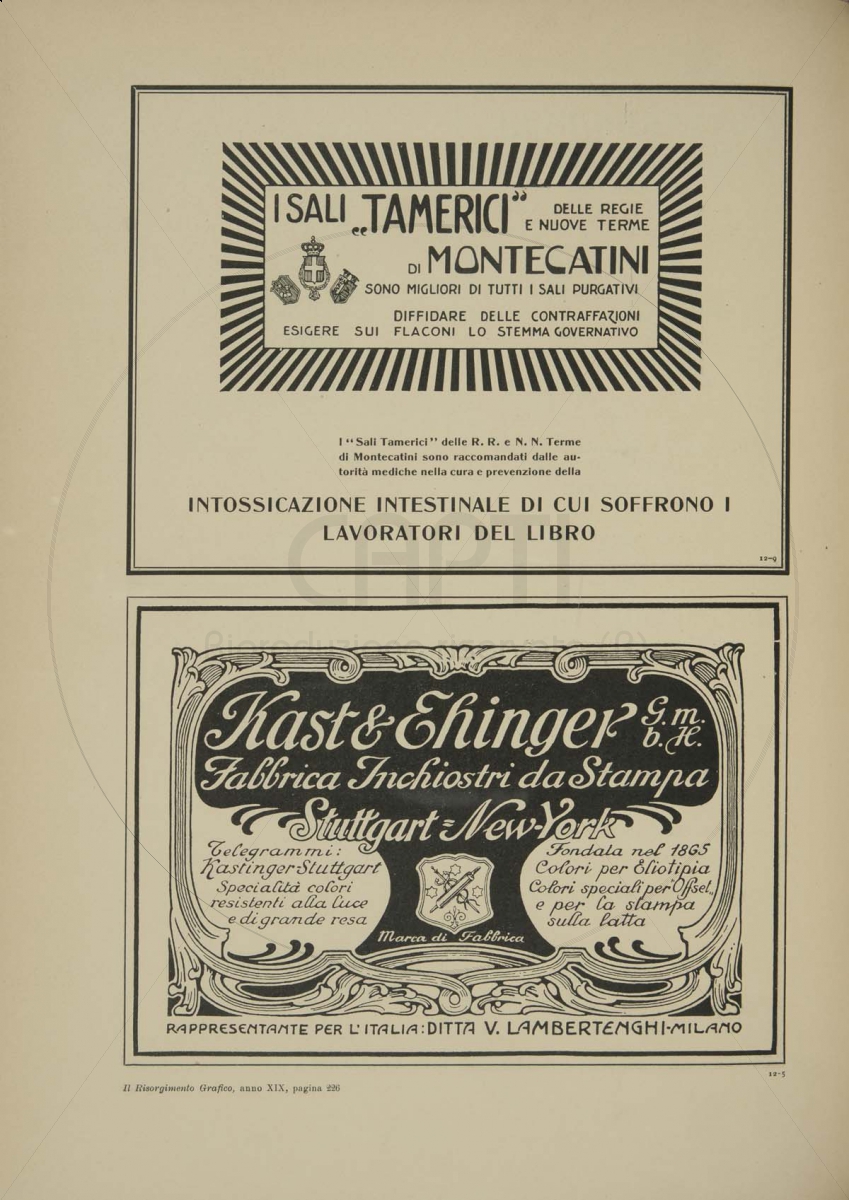 I SALI „TAMERICI” DELLE REGIE
E NUOVE TERME
DI MONTECATINI
SONO MIGLIORI DI TUTTI I SALI PURGATIVI
DIFFIDARE DELLE CONTRAFFAZIONI
ESIGERE SUI FLACONI LO STEMMA GOVERNATIVO
I “Sali Tamerici” delle R. R. e N. N. Terme
di Montecatini sono raccomandati dalle au-
torità mediche nella cura e prevenzione della
INTOSSICAZIONE INTESTINALE DI CUI SOFFRONO I
LAVORATORI DEL LIBRO
12-9
CHPTI
Riproduzione riservata (R)
Kast & Ehinger G. m.
b. H.
Fabbrica Inchiostri da Stampa
Stuttgart=New-York
Telegrammi:
Kastinger Stuttgart
Specialità colori
resistenti alla luce
e di grande resa
Fondata nel 1865
Colori per Eliotipia
Colori speciali per Offset,,
e per la stampa
sulla latta
Marca di Fabbrica
RAPPRESENTANTE PER L'ITALIA: DITTA V. LAMBERTENGHI-MILANO
12-5
Il Risorgimento Grafico, anno XIX, pagina 226